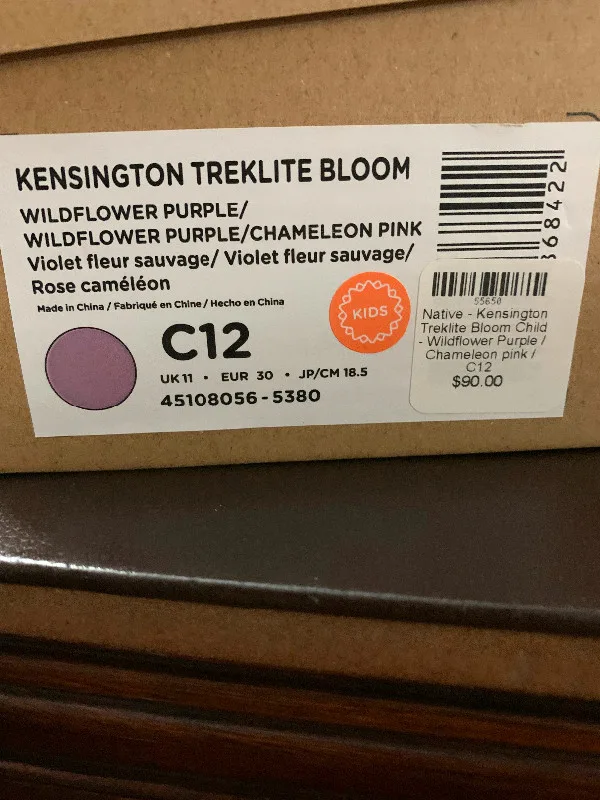 KENSINGTON TREKLITE BLOOM
WILDFLOWER PURPLE/
WILDFLOWER PURPLE/CHAMELEON PINK
Violet fleur sauvage/ Violet fleur sauvage/
Rose caméléon
Made in China / Fabriqué en Chine / Hecho en China
C12
UK 11 • EUR 30 • JP/CM 18.5
45108056-5380
KIDS
68422
55650
Native - Kensington
Treklite Bloom Child
- Wildflower Purple /
Chameleon pink /
C12
$90.00